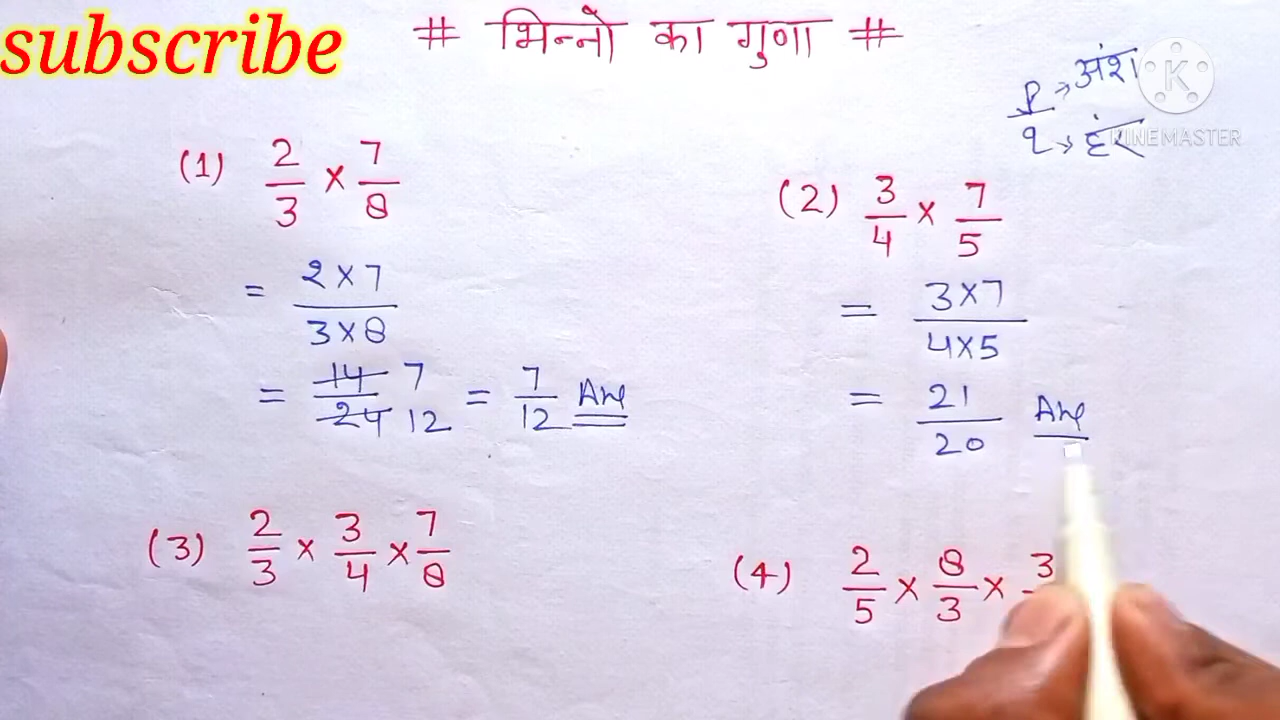 subscribe
# भिन्नो का गुणा #
p → अंश
q → हर
KINEMASTER
(1) 2/3 × 7/8
= 2×7 / 3×8
= 14/24 7/12 = 7/12 Ans
(2) 3/4 × 7/5
= 3×7 / 4×5
= 21/20 Ans
(3) 2/3 × 3/4 × 7/8
(4) 2/5 × 8/3 × 3